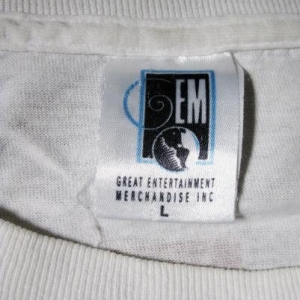 GEM
GREAT ENTERTAINMENT
MERCHANDISE INC
L